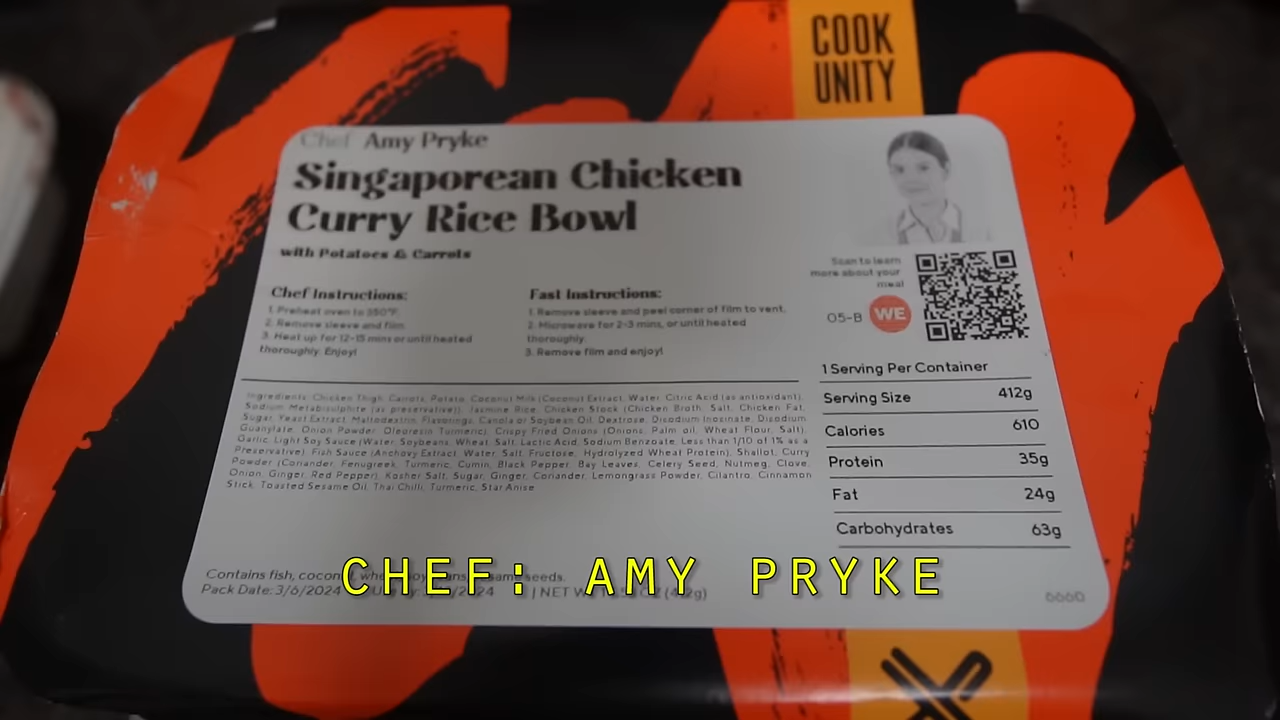 COOK
UNITY
Chef Amy Pryke
Singaporean Chicken
Curry Rice Bowl
with Potatoes & Carrots
Scan to learn
more about your
meal
05-B WE
Chef Instructions:
1. Preheat oven to 350°F.
2. Remove sleeve and film
3. Heat up for 12-15 mins or until heated
thoroughly. Enjoy!
Fast Instructions:
1. Remove sleeve and peel corner of film to vent.
2. Microwave for 2-3 mins, or until heated
thoroughly.
3. Remove film and enjoy!
Ingredients: Chicken Thigh, Carrots, Potato, Coconut Milk (Coconut Extract, Water, Citric Acid (as antioxidant),
Sodium Metabisulphite (as preservative)), Jasmine Rice, Chicken Stock (Chicken Broth, Salt, Chicken Fat,
Sugar, Yeast Extract, Maltodextrin, Flavorings, Canola or Soybean Oil, Dextrose, Disodium Inosinate, Disodium
Guanylate, Onion Powder, Oleoresin Turmeric), Crispy Fried Onions (Onions, Palm oil, Wheat Flour, Salt),
Garlic, Light Soy Sauce (Water, Soybeans, Wheat, Salt, Lactic Acid, Sodium Benzoate, Less than 1/10 of 1% as a
Preservative), Fish Sauce (Anchovy Extract, Water, Salt, Fructose, Hydrolyzed Wheat Protein), Shallot, Curry
Powder (Coriander, Fenugreek, Turmeric, Cumin, Black Pepper, Bay Leaves, Celery Seed, Nutmeg, Clove,
Onion, Ginger, Red Pepper), Kosher Salt, Sugar, Ginger, Coriander, Lemongrass Powder, Cilantro, Cinnamon
Stick, Toasted Sesame Oil, Thai Chilli, Turmeric, Star Anise
1 Serving Per Container
Serving Size 412g
Calories 610
Protein 35g
Fat 24g
Carbohydrates 63g
Contains fish, seeds.
Pack Date: 3/6/2024 | NET
6660
CHEF: AMY PRYKE